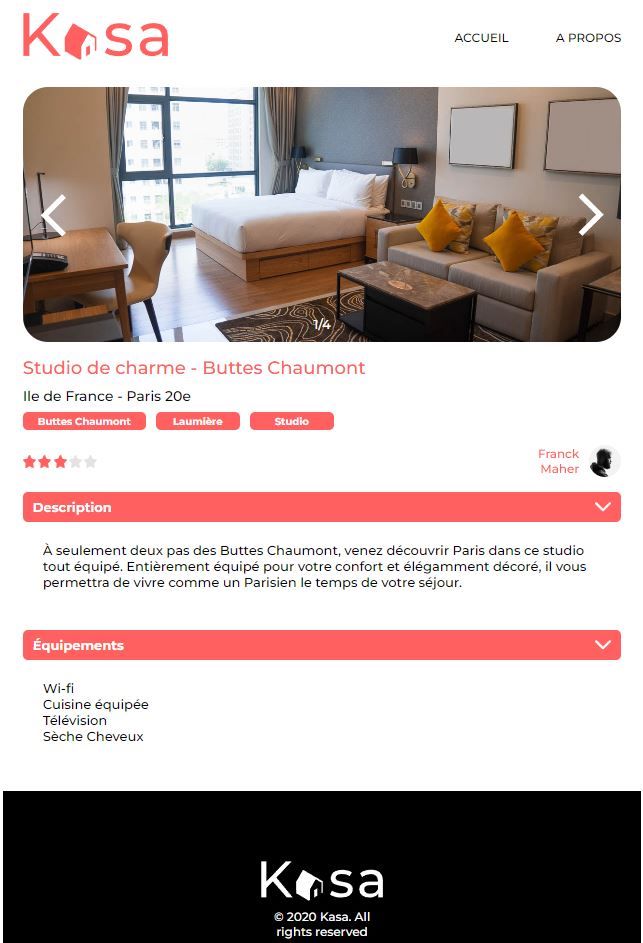 Kasa
ACCUEIL
A PROPOS
1/4
Studio de charme - Buttes Chaumont
Ile de France - Paris 20e
Buttes Chaumont
Laumière
Studio
Franck
Maher
Description
À seulement deux pas des Buttes Chaumont, venez découvrir Paris dans ce studio
tout équipé. Entièrement équipé pour votre confort et élégamment décoré, il vous
permettra de vivre comme un Parisien le temps de votre séjour.
Équipements
Wi-fi
Cuisine équipée
Télévision
Sèche Cheveux
Kasa
© 2020 Kasa. All
rights reserved